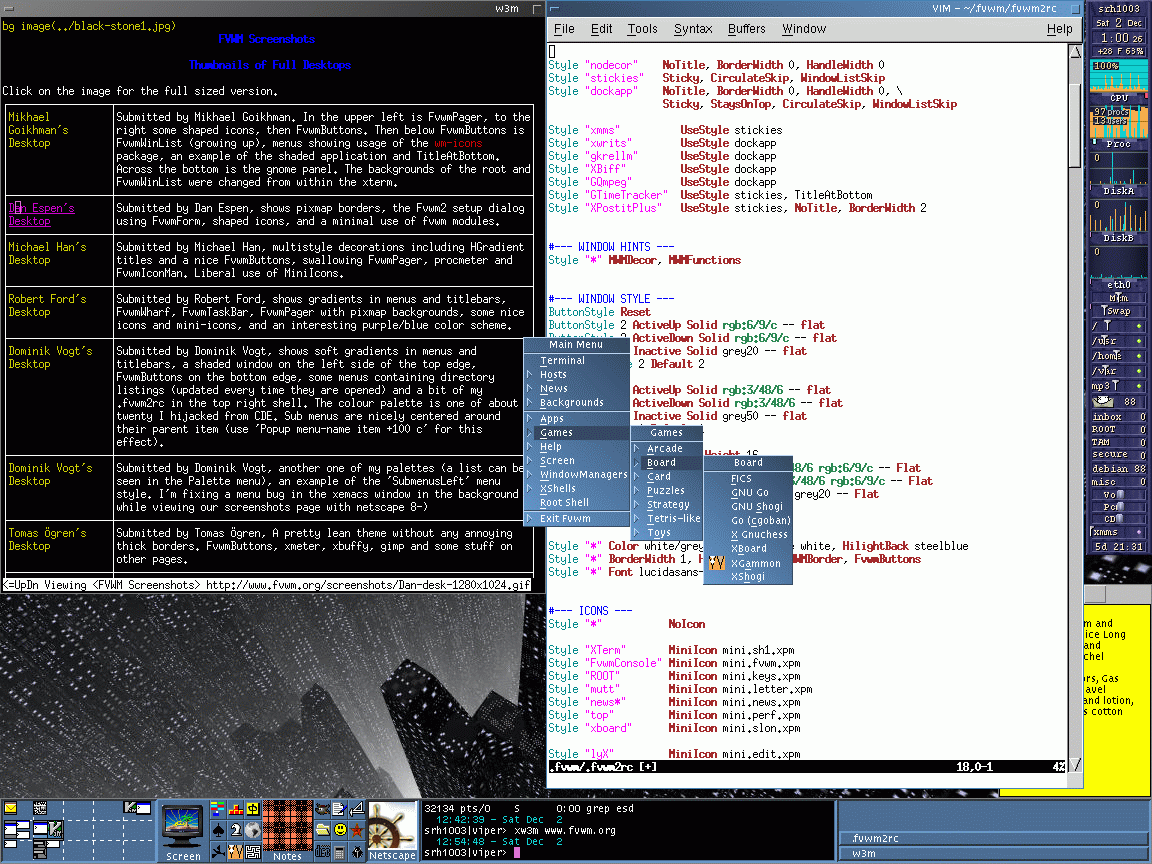 w3m
bg image(../black-stone1.jpg)
FVWM Screenshots
Thumbnails of Full Desktops
Click on the image for the full sized version.
Mikhael Goikhman's Desktop
Submitted by Mikhael Goikhman. In the upper left is FvwmPager, to the
right some shaped icons, then FvwmButtons. Then below FvwmButtons is
FvwmWinList (growing up), menus showing usage of the wm-icons
package, an example of the shaded application and TitleAtBottom.
Across the bottom is the gnome panel. The backgrounds of the root and
FvwmWinList were changed from within the xterm.
Dan Espen's Desktop
Submitted by Dan Espen, shows pixmap borders, the Fvwm2 setup dialog
using FvwmForm, shaped icons, and a minimal use of fvwm modules.
Michael Han's Desktop
Submitted by Michael Han, multistyle decorations including HGradient
titles and a nice FvwmButtons, swallowing FvwmPager, procmeter and
FvwmIconMan. Liberal use of MiniIcons.
Robert Ford's Desktop
Submitted by Robert Ford, shows gradients in menus and titlebars,
FvwmWharf, FvwmTaskBar, FvwmPager with pixmap backgrounds, some nice
icons and mini-icons, and an interesting purple/blue color scheme.
Dominik Vogt's Desktop
Submitted by Dominik Vogt, shows soft gradients in menus and
titlebars, a shaded window on the left side of the top edge,
FvwmButtons on the bottom edge, some menus containing directory
listings (updated every time they are opened) and a bit of my
.fvwm2rc in the top right shell. The colour palette is one of about
twenty I hijacked from CDE. Sub menus are nicely centered around
their parent item (use 'Popup menu-name item +100 c' for this
effect).
Dominik Vogt's Desktop
Submitted by Dominik Vogt, another one of my palettes (a list can be
seen in the Palette menu), an example of the 'SubmenusLeft' menu
style. I'm fixing a menu bug in the xemacs window in the background
while viewing our screenshots page with netscape 8-)
Tomas Ögren's Desktop
Submitted by Tomas Ögren, A pretty lean theme without any annoying
thick borders. FvwmButtons, xmeter, xbuffy, gimp and some stuff on
other pages.
<=UpDn Viewing <FVWM Screenshots> http://www.fvwm.org/screenshots/Dan-desk-1280x1024.gif
VIM - ~/.fvwm/fvwm2rc
File Edit Tools Syntax Buffers Window Help
Style "nodecor" NoTitle, BorderWidth 0, HandleWidth 0
Style "stickies" Sticky, CirculateSkip, WindowListSkip
Style "dockapp" NoTitle, BorderWidth 0, HandleWidth 0, \
Sticky, StaysOnTop, CirculateSkip, WindowListSkip
Style "xmms" UseStyle stickies
Style "xwrits" UseStyle dockapp
Style "gkrellm" UseStyle dockapp
Style "XBiff" UseStyle dockapp
Style "GQmpeg" UseStyle dockapp
Style "GTimeTracker" UseStyle stickies, TitleAtBottom
Style "XPostitPlus" UseStyle stickies, NoTitle, BorderWidth 2
#--- WINDOW HINTS ---
Style "*" MWMDecor, MWMFunctions
#--- WINDOW STYLE ---
ButtonStyle Reset
ButtonStyle 2 ActiveUp Solid rgb:6/9/c -- flat
ActiveDown Solid rgb:6/9/c -- flat
Inactive Solid grey20 -- flat
2 Default 2
ActiveUp Solid rgb:3/48/6 -- flat
ActiveDown Solid rgb:3/48/6 -- flat
Inactive Solid grey50 -- flat
Height 16
/48/6 rgb:6/9/c -- Flat
48/6 rgb:6/9/c -- Flat
grey20 -- Flat
Style "*" Color white/grey white, HilightBack steelblue
Style "*" BorderWidth 1, WMBorder, FvwmButtons
Style "*" Font lucidasans-
#--- ICONS ---
Style "*" NoIcon
Style "XTerm" MiniIcon mini.sh1.xpm
Style "FvwmConsole" MiniIcon mini.fvwm.xpm
Style "ROOT" MiniIcon mini.keys.xpm
Style "mutt" MiniIcon mini.letter.xpm
Style "news*" MiniIcon mini.news.xpm
Style "top" MiniIcon mini.perf.xpm
Style "xboard" MiniIcon mini.slon.xpm
Style "lyX" MiniIcon mini.edit.xpm
.fvwm/.fvwm2rc [+] 18,0-1 4%
Main Menu
Terminal
Hosts
News
Backgrounds
Apps
Games
Help
Screen
WindowManagers
XShells
Root Shell
Exit Fvwm
Games
Arcade
Board
Card
Puzzles
Strategy
Tetris-like
Toys
Board
FICS
GNU Go
GNU Shogi
Go (cgoban)
X Gnuchess
XBoard
XGammon
XShogi
srh1003
Sat 2 Dec
1:00 26
+28 F 63%
100%
CPU
97 procs
13 users
Proc
0
DiskA
0
DiskB
0
eth0
Mem
Swap
/
/usr
/home
/var
mp3
88
inbox 0
ROOT 0
TAM 0
secure 0
debian 88
misc 0
Vol
Pcm
CD
xmms
5d 21:31
m and
ice Long
and
chel
ors, Gas
avel
and lotion,
s cotton
Screen
Notes
Netscape
32134 pts/0 S 0:00 grep esd
12:42:39 - Sat Dec 2
srh1003|viper> xw3m www.fvwm.org
12:54:48 - Sat Dec 2
srh1003|viper>
.fvwm2rc
w3m